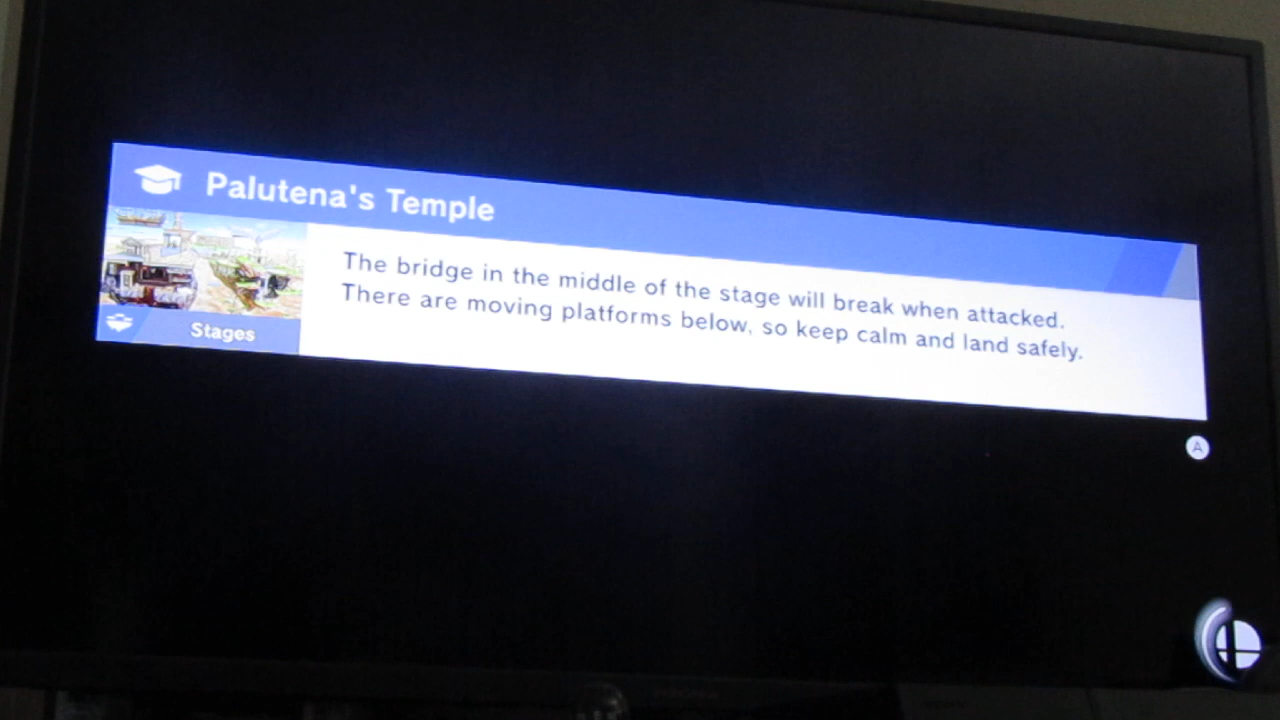 Palutena's Temple
The bridge in the middle of the stage will break when attacked.
There are moving platforms below, so keep calm and land safely.
Stages
A